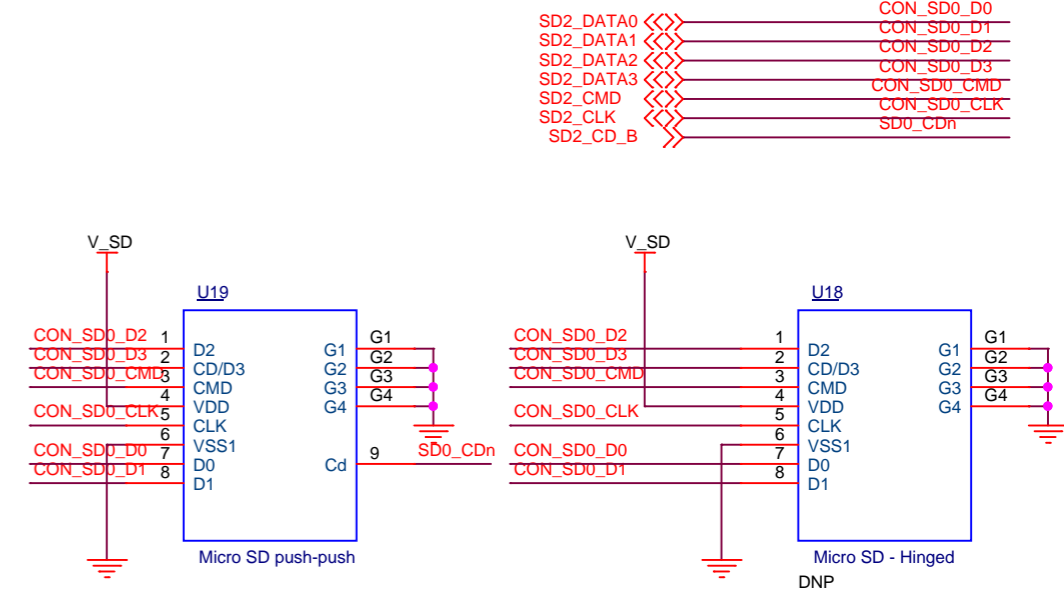 SD2_DATA0 CON_SD0_D0
SD2_DATA1 CON_SD0_D1
SD2_DATA2 CON_SD0_D2
SD2_DATA3 CON_SD0_D3
SD2_CMD CON_SD0_CMD
SD2_CLK CON_SD0_CLK
SD2_CD_B SD0_CDn
V_SD
U19
CON_SD0_D2 1 D2 G1 G1
CON_SD0_D3 2 CD/D3 G2 G2
CON_SD0_CMD 3 CMD G3 G3
4 VDD G4 G4
CON_SD0_CLK 5 CLK
6 VSS1
CON_SD0_D0 7 D0 Cd 9 SD0_CDn
CON_SD0_D1 8 D1
Micro SD push-push
V_SD
U18
CON_SD0_D2 1 D2 G1 G1
CON_SD0_D3 2 CD/D3 G2 G2
CON_SD0_CMD 3 CMD G3 G3
4 VDD G4 G4
CON_SD0_CLK 5 CLK
6 VSS1
CON_SD0_D0 7 D0
CON_SD0_D1 8 D1
Micro SD - Hinged
DNP